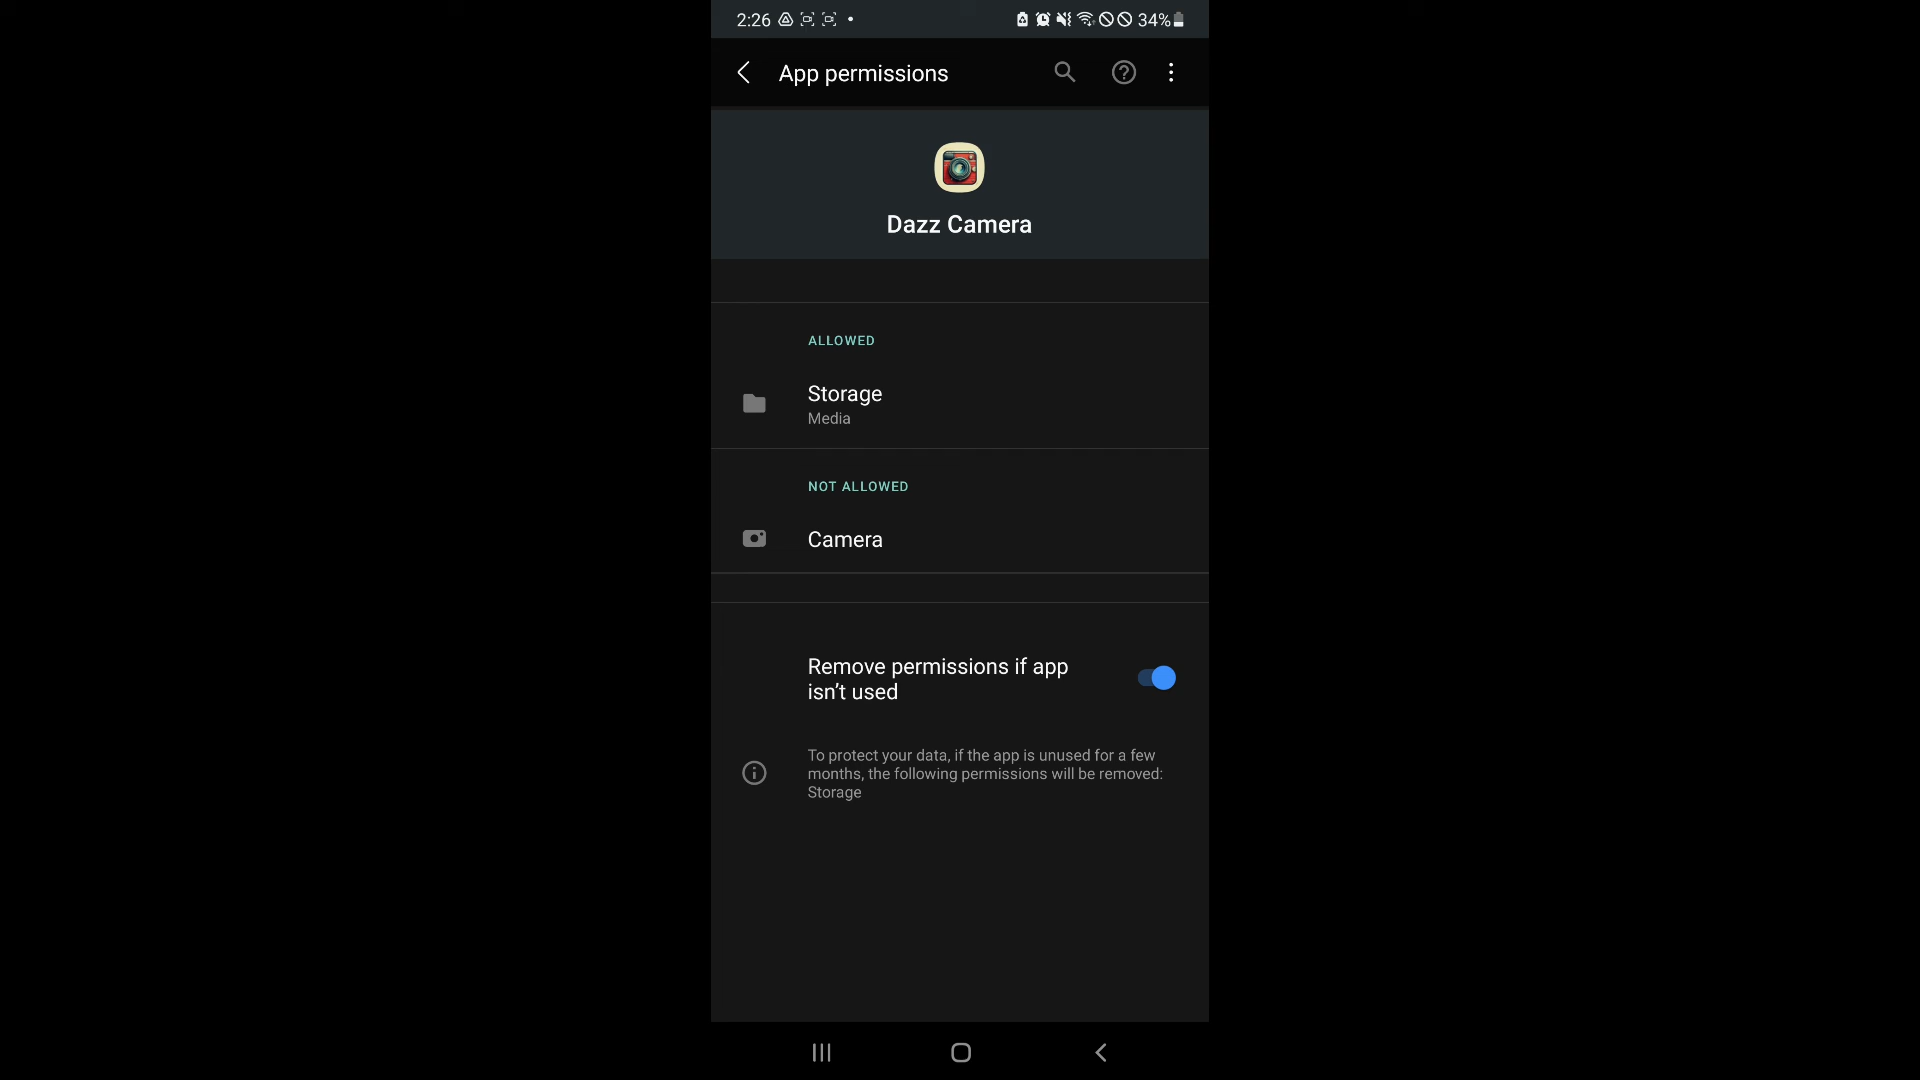 2:26 34%
App permissions
Dazz Camera
ALLOWED
Storage
Media
NOT ALLOWED
Camera
Remove permissions if app
isn’t used
To protect your data, if the app is unused for a few
months, the following permissions will be removed:
Storage